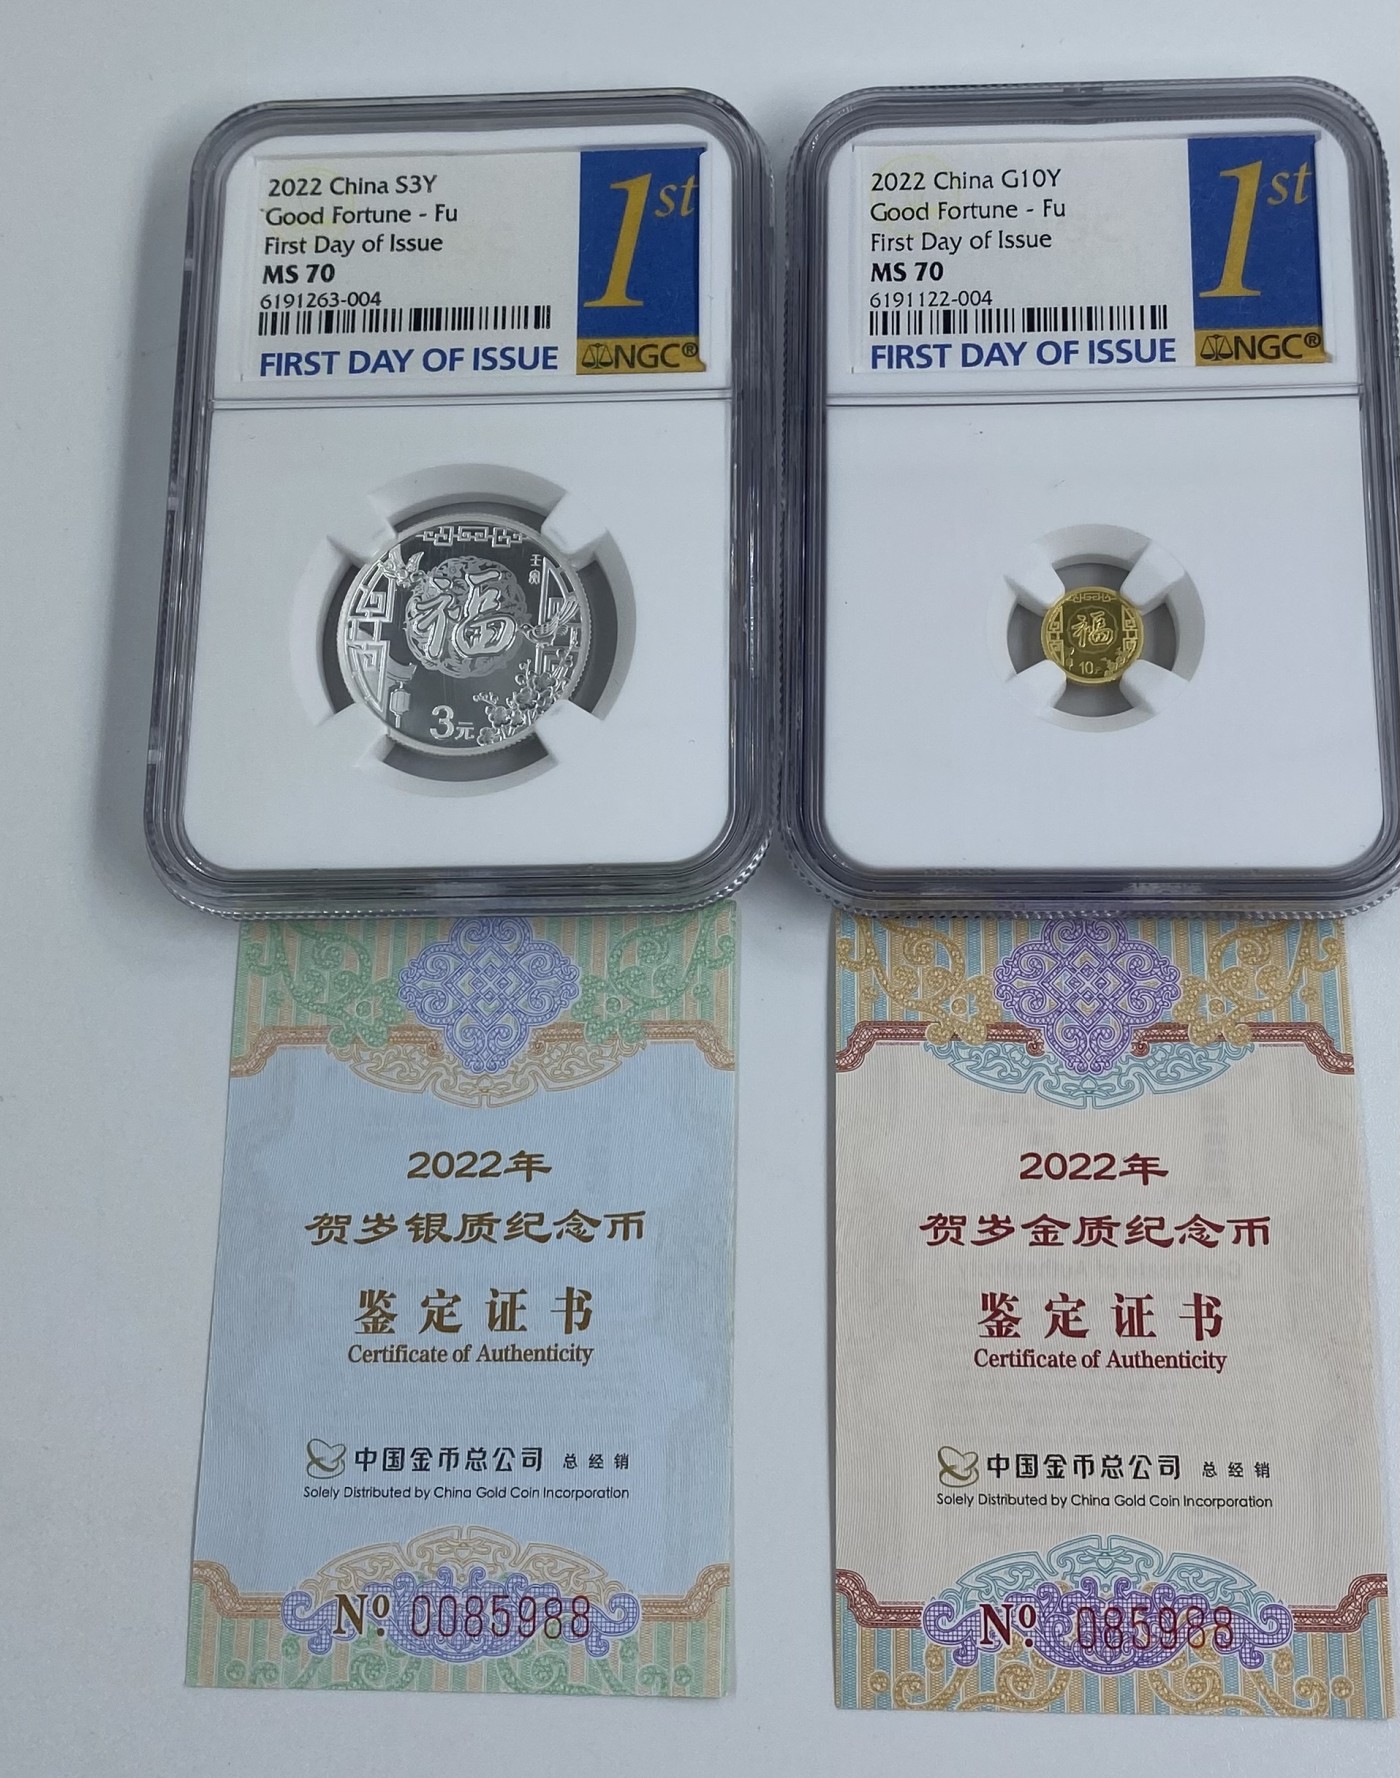 2022 China S3Y
Good Fortune - Fu
First Day of Issue
MS 70
6191263-004
FIRST DAY OF ISSUE
1st
NGC®
2022 China G10Y
Good Fortune - Fu
First Day of Issue
MS 70
6191122-004
FIRST DAY OF ISSUE
1st
NGC®
福
壬寅
3元
福
10元
2022年
贺岁银质纪念币
鉴定证书
Certificate of Authenticity
中国金币总公司 总经销
Solely Distributed by China Gold Coin Incorporation
№ 0085988
2022年
贺岁金质纪念币
鉴定证书
Certificate of Authenticity
中国金币总公司 总经销
Solely Distributed by China Gold Coin Incorporation
№ 085988